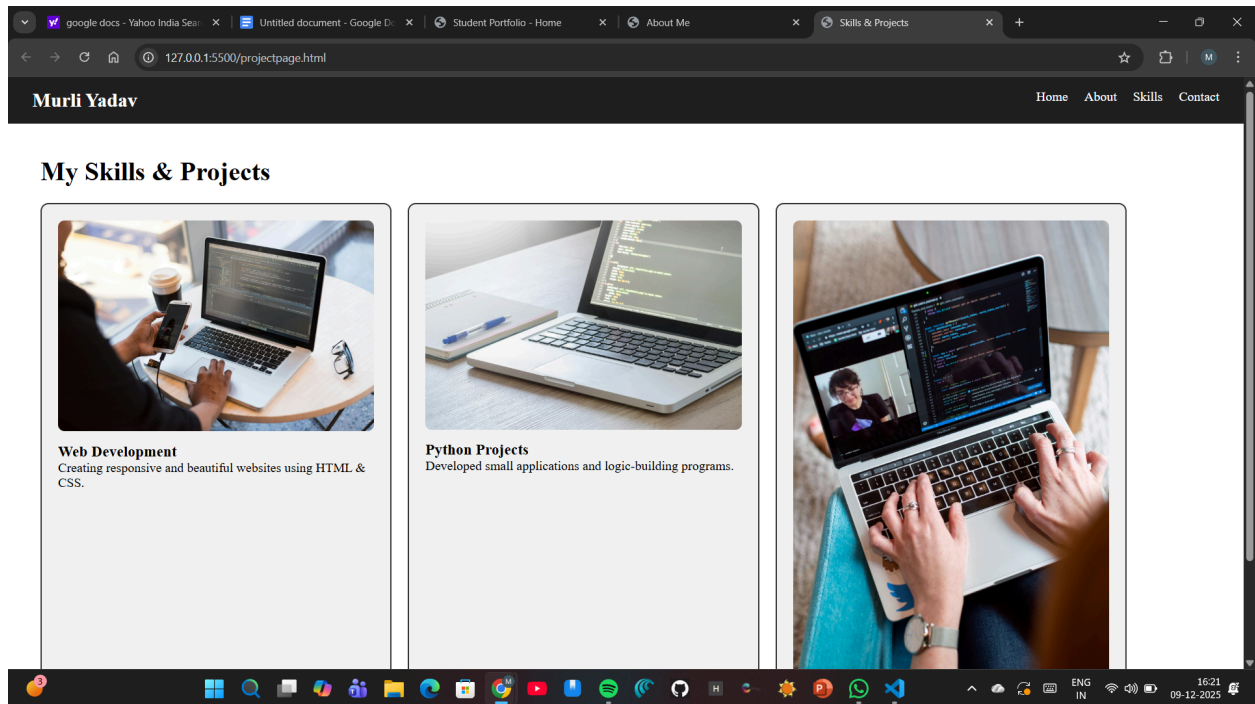 google docs - Yahoo India Sear
Untitled document - Google Do
Student Portfolio - Home
About Me
Skills & Projects
127.0.0.1:5500/projectpage.html
M
Murli Yadav
Home About Skills Contact
My Skills & Projects
Web Development
Creating responsive and beautiful websites using HTML &
CSS.
Python Projects
Developed small applications and logic-building programs.
3
M
H
P
ENG
IN
16:21
09-12-2025